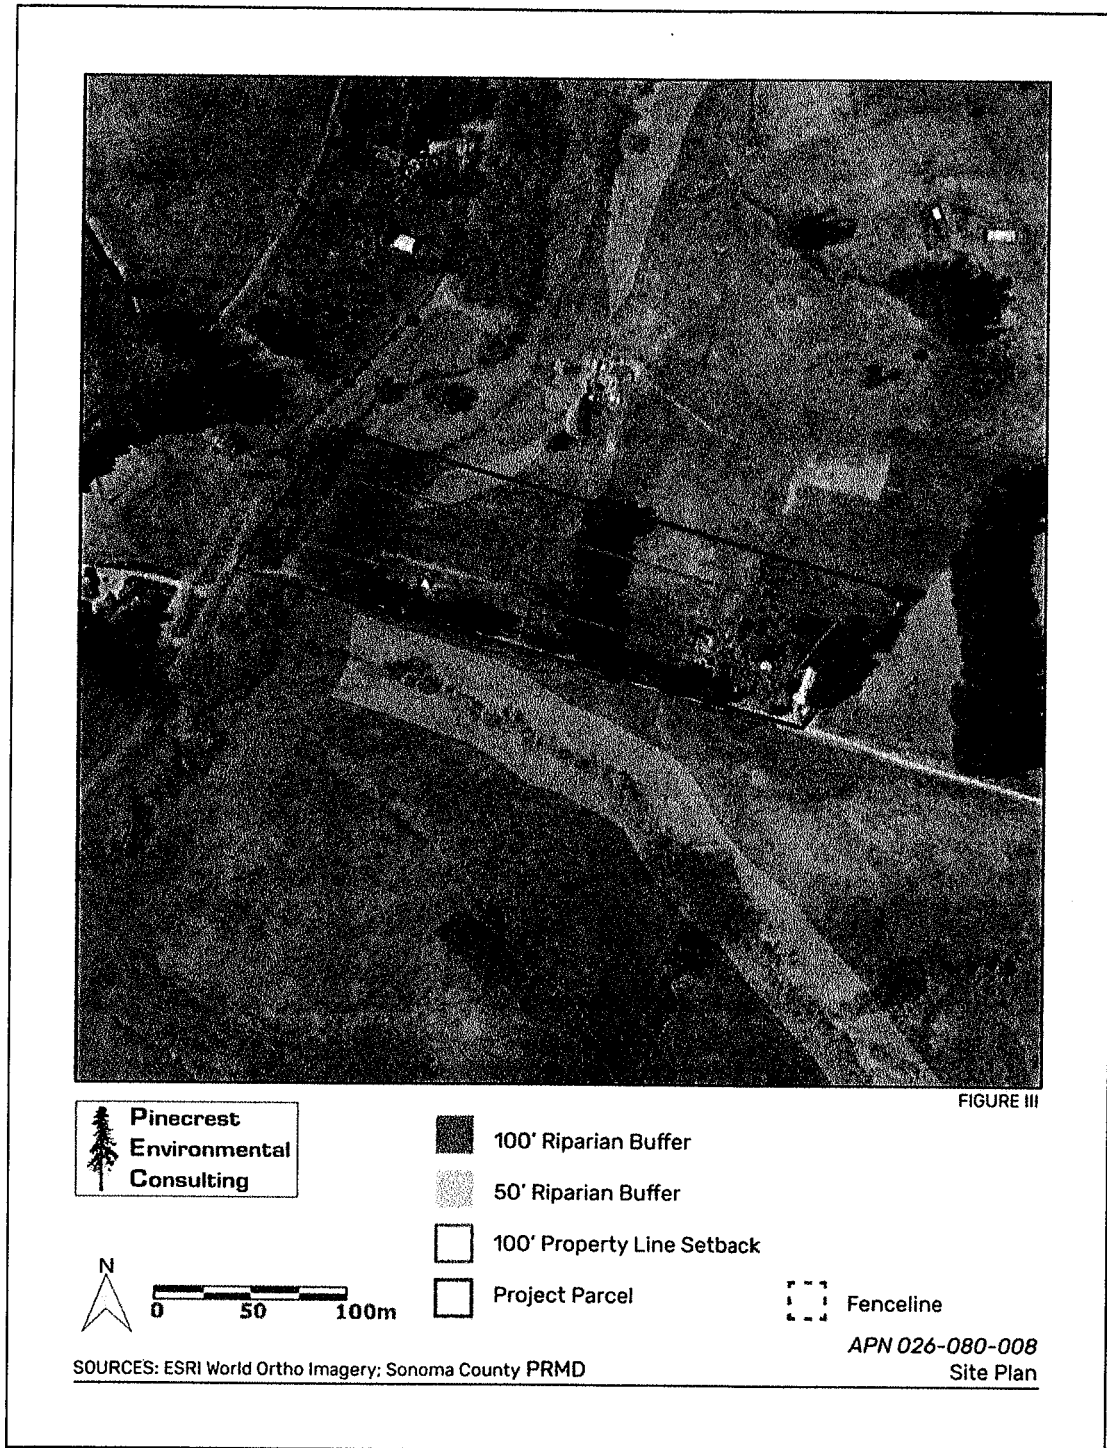 FIGURE III
Pinecrest
Environmental
Consulting
100' Riparian Buffer
50' Riparian Buffer
100' Property Line Setback
Project Parcel
Fenceline
N
0 50 100m
APN 026-080-008
SOURCES: ESRI World Ortho Imagery; Sonoma County PRMD
Site Plan